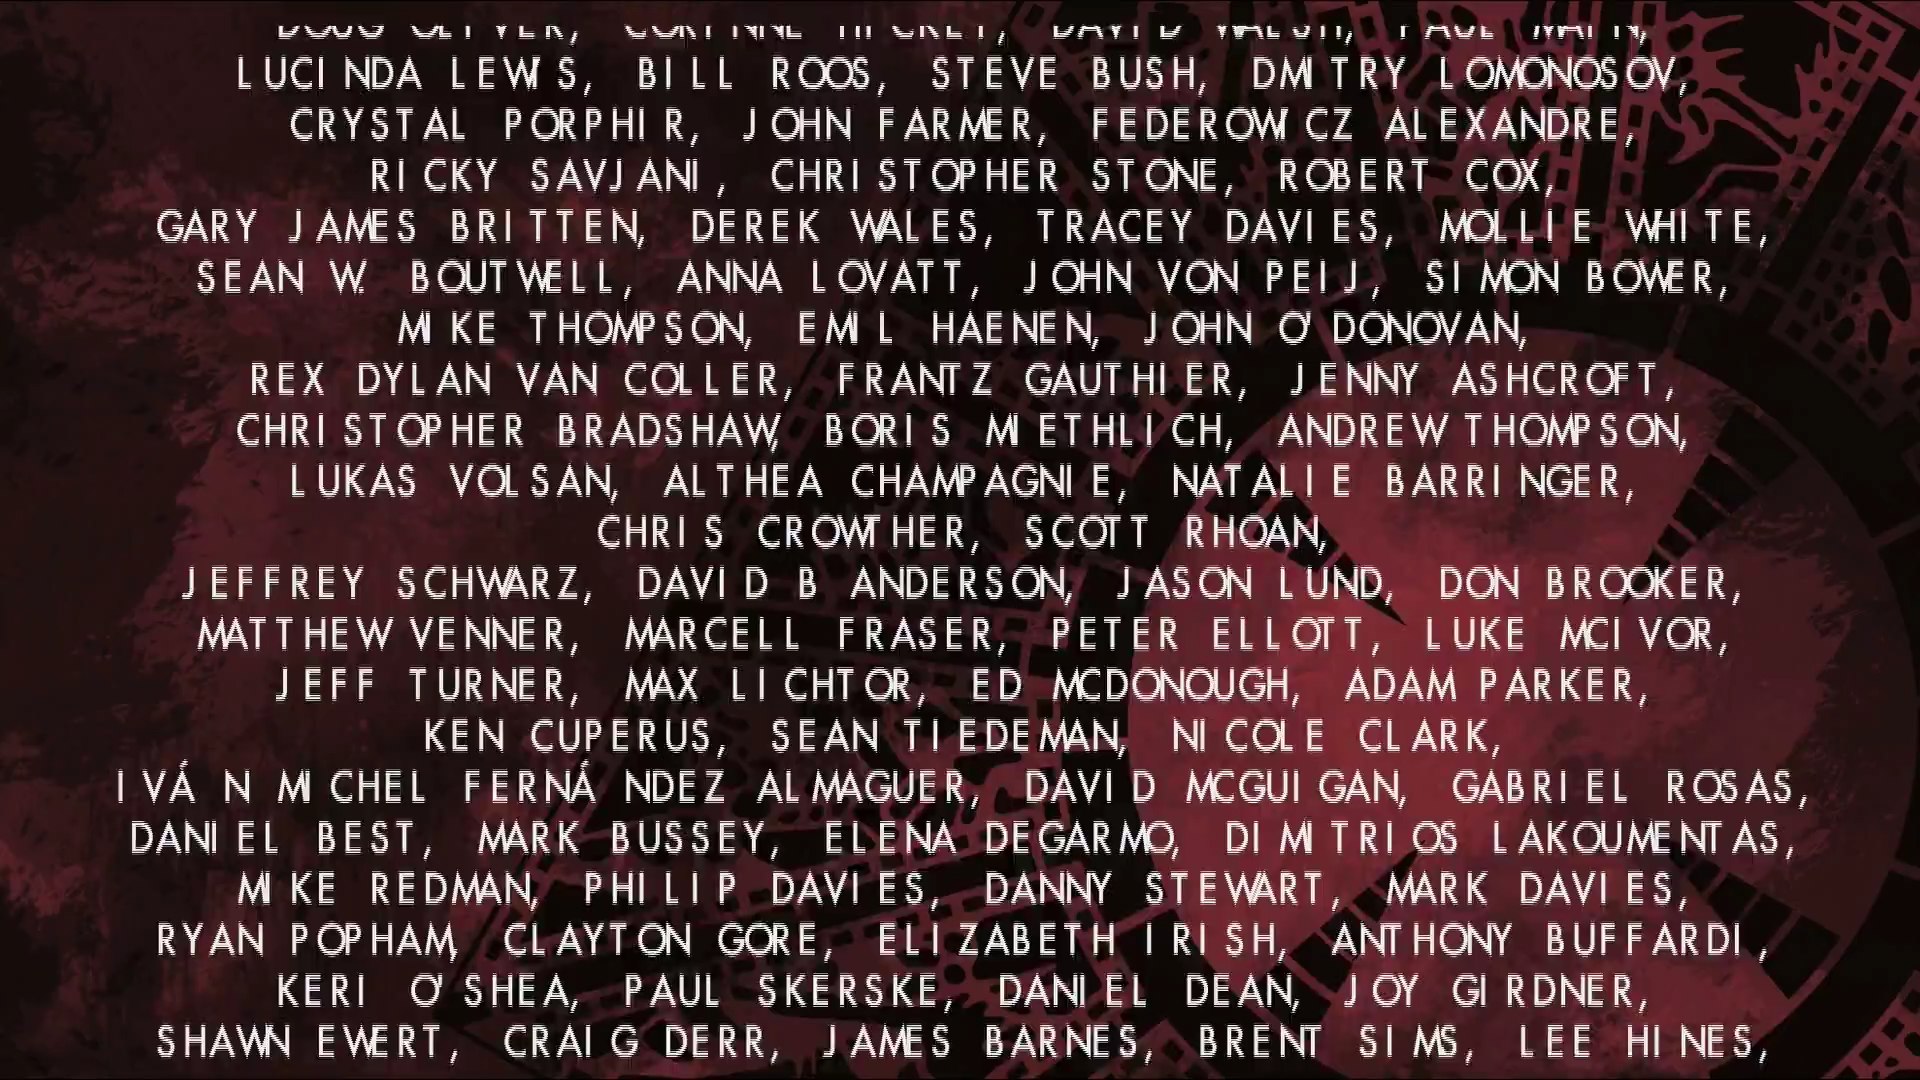 LUCINDA LEWIS, BILL ROOS, STEVE BUSH, DMITRY LOMONOSOV,
CRYSTAL PORPHIR, JOHN FARMER, FEDEROWICZ ALEXANDRE,
RICKY SAVJANI, CHRISTOPHER STONE, ROBERT COX,
GARY JAMES BRITTEN, DEREK WALES, TRACEY DAVIES, MOLLIE WHITE,
SEAN W. BOUTWELL, ANNA LOVATT, JOHN VON PEIJ, SIMON BOWER,
MIKE THOMPSON, EMIL HAENEN, JOHN O'DONOVAN,
REX DYLAN VAN COLLER, FRANTZ GAUTHIER, JENNY ASHCROFT,
CHRISTOPHER BRADSHAW, BORIS MIETHLICH, ANDREW THOMPSON,
LUKAS VOLSAN, ALTHEA CHAMPAGNIE, NATALIE BARRINGER,
CHRIS CROWTHER, SCOTT RHOAN,
JEFFREY SCHWARZ, DAVID B ANDERSON, JASON LUND, DON BROOKER,
MATTHEW VENNER, MARCELL FRASER, PETER ELLOTT, LUKE MCIVOR,
JEFF TURNER, MAX LICHTOR, ED MCDONOUGH, ADAM PARKER,
KEN CUPERUS, SEAN TIEDEMAN, NICOLE CLARK,
IVÁN MICHEL FERNÁNDEZ ALMAGUER, DAVID MCGUIGAN, GABRIEL ROSAS,
DANIEL BEST, MARK BUSSEY, ELENA DEGARMO, DIMITRIOS LAKOUMENTAS,
MIKE REDMAN, PHILIP DAVIES, DANNY STEWART, MARK DAVIES,
RYAN POPHAM, CLAYTON GORE, ELIZABETH IRISH, ANTHONY BUFFARDI,
KERI O'SHEA, PAUL SKERSKE, DANIEL DEAN, JOY GIRDNER,
SHAWN EWERT, CRAIG DERR, JAMES BARNES, BRENT SIMS, LEE HINES,